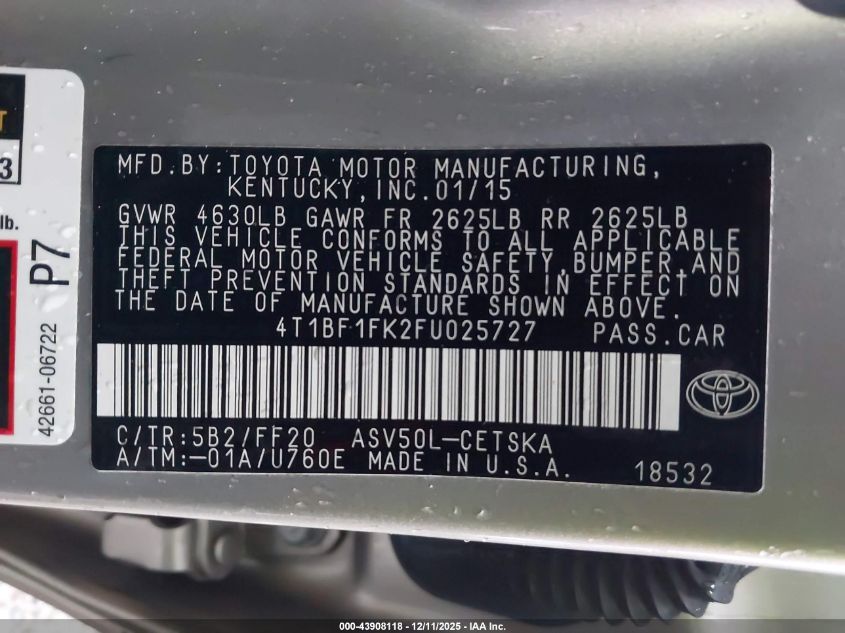 T
3
lb.
P7
42661-06722
MFD.BY:TOYOTA MOTOR MANUFACTURING,
KENTUCKY,INC.01/15
GVWR 4630LB GAWR FR 2625LB RR 2625LB
THIS VEHICLE CONFORMS TO ALL APPLICABLE
FEDERAL MOTOR VEHICLE SAFETY,BUMPER,AND
THEFT PREVENTION STANDARDS IN EFFECT ON
THE DATE OF MANUFACTURE SHOWN ABOVE.
4T1BF1FK2FU025727 PASS.CAR
C/TR:5B2/FF20 ASV50L-CETSKA
A/TM:-01A/U760E MADE IN U.S.A. 18532
000-43908118 - 12/11/2025 - IAA Inc.